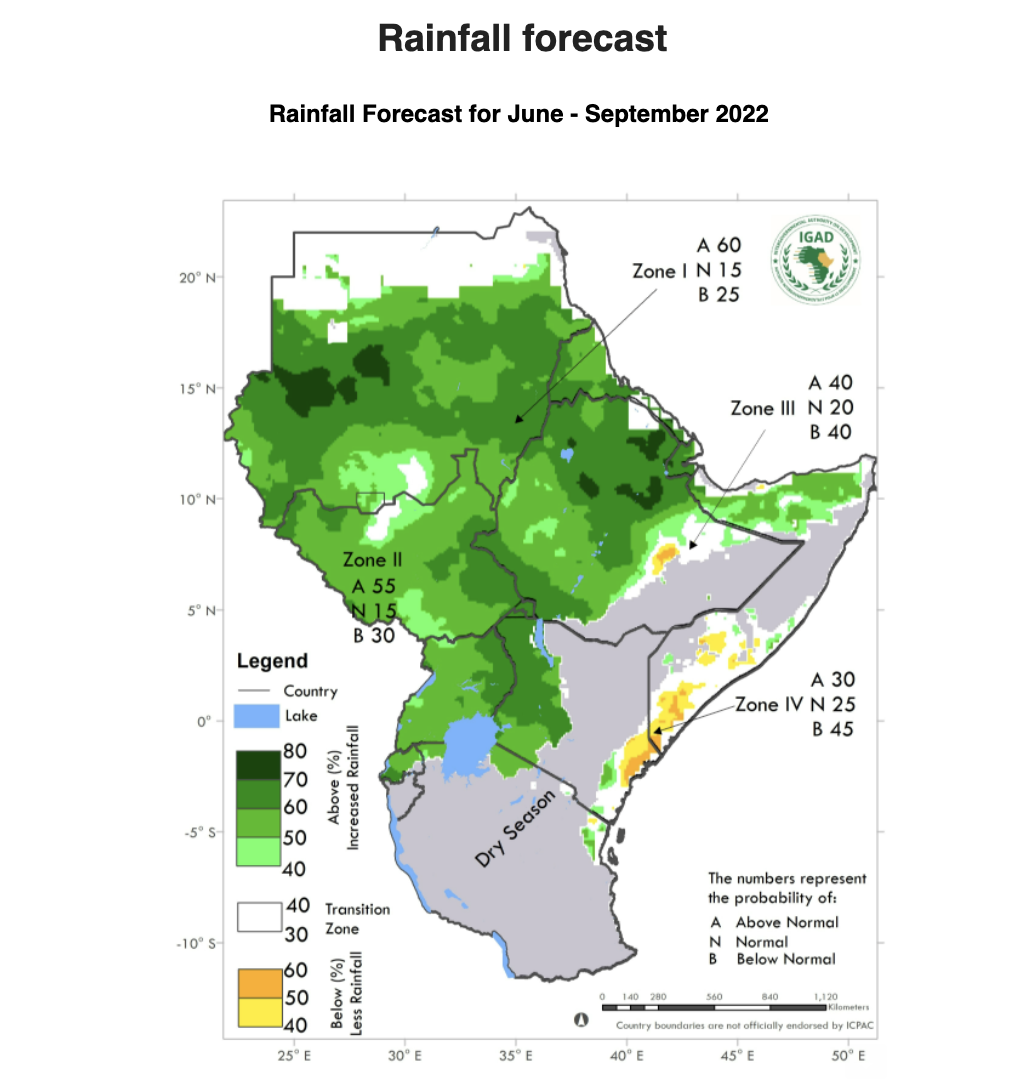 Rainfall forecast
Rainfall Forecast for June - September 2022
IGAD
A 60
Zone I N 15
B 25
A 40
Zone III N 20
B 40
Zone II
A 55
N 15
B 30
A 30
Zone IV N 25
B 45
Dry Season
20° N
15° N
10° N
5° N
0°
-5° S
-10° S
Legend
Country
Lake
80
70
60
50
40
Above (%)
Increased Rainfall
40
30
Transition
Zone
60
50
40
Below (%)
Less Rainfall
The numbers represent
the probability of:
A Above Normal
N Normal
B Below Normal
0 140 280 560 840 1,120
Kilometers
Country boundaries are not officially endorsed by ICPAC
25° E 30° E 35° E 40° E 45° E 50° E